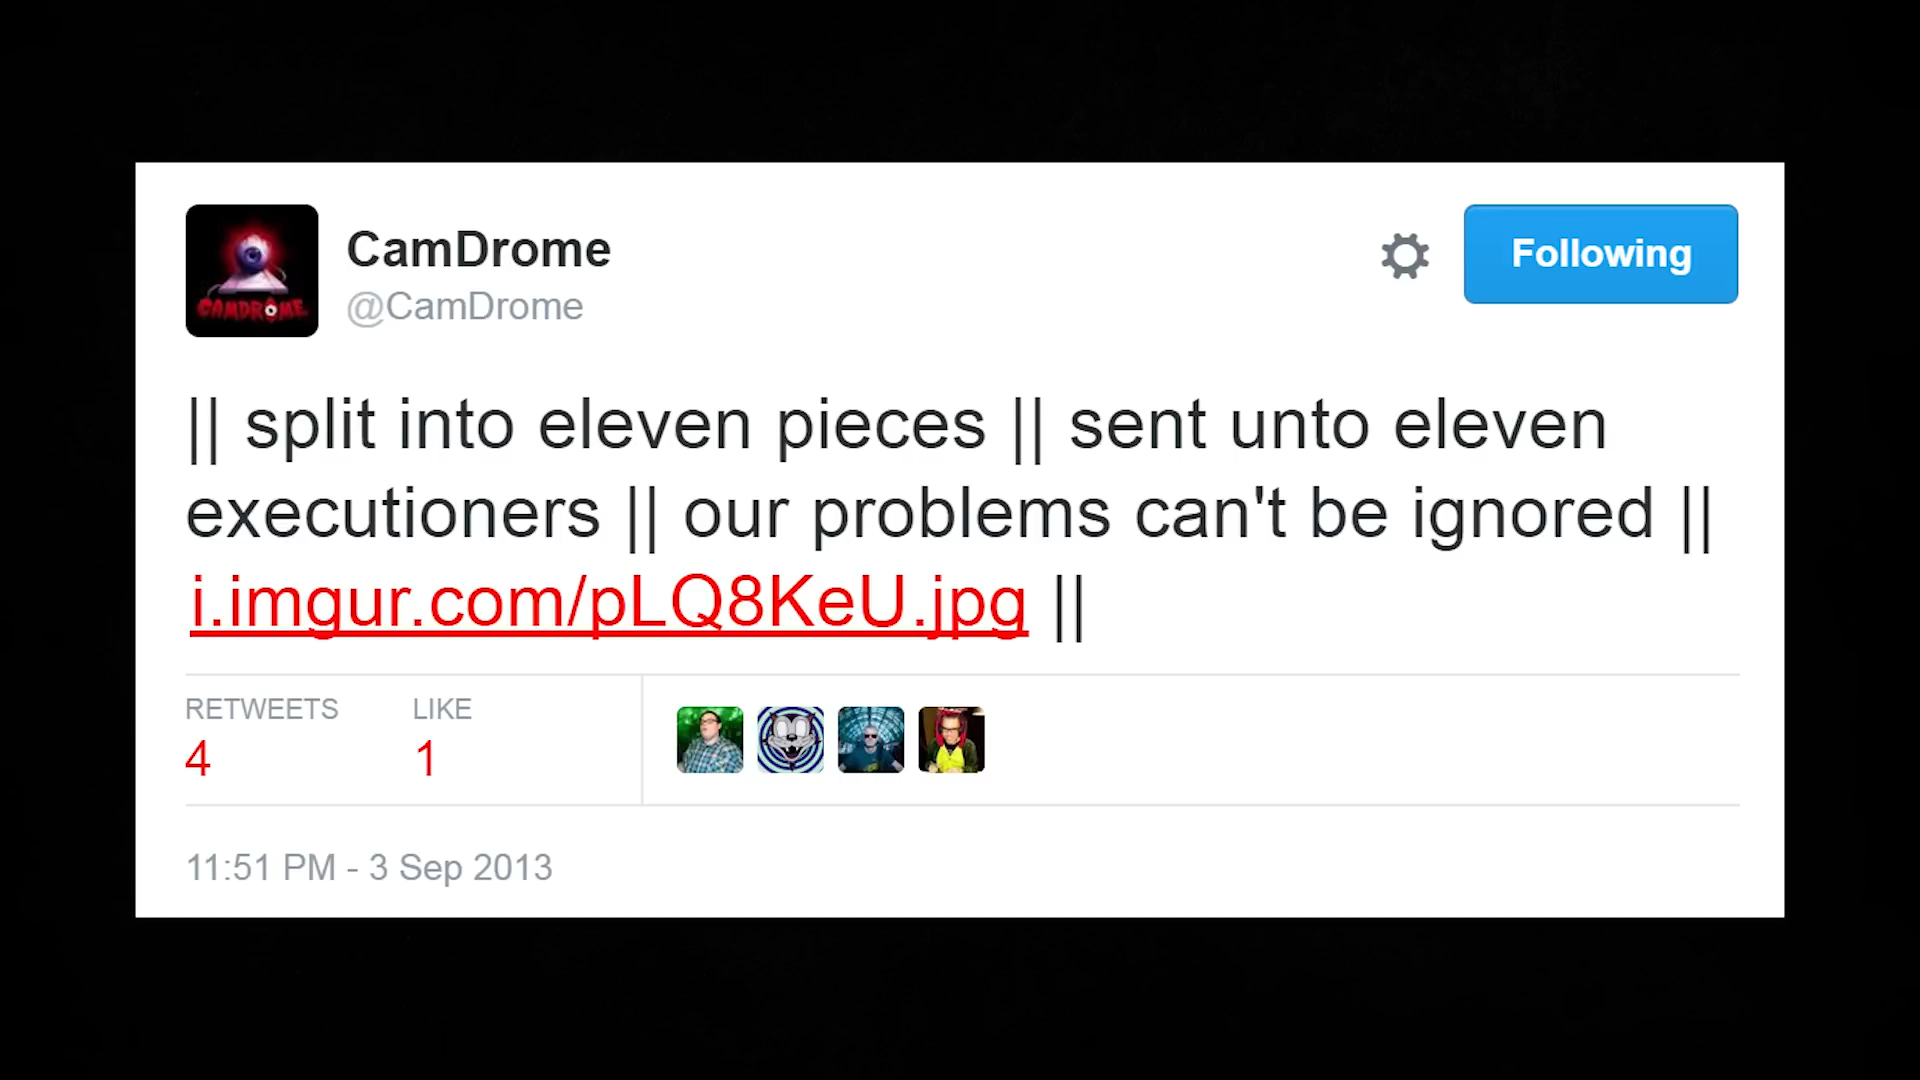 CAMDROME
CamDrome
@CamDrome
Following
|| split into eleven pieces || sent unto eleven
executioners || our problems can't be ignored ||
i.imgur.com/pLQ8KeU.jpg ||
RETWEETS LIKE
4 1
11:51 PM - 3 Sep 2013